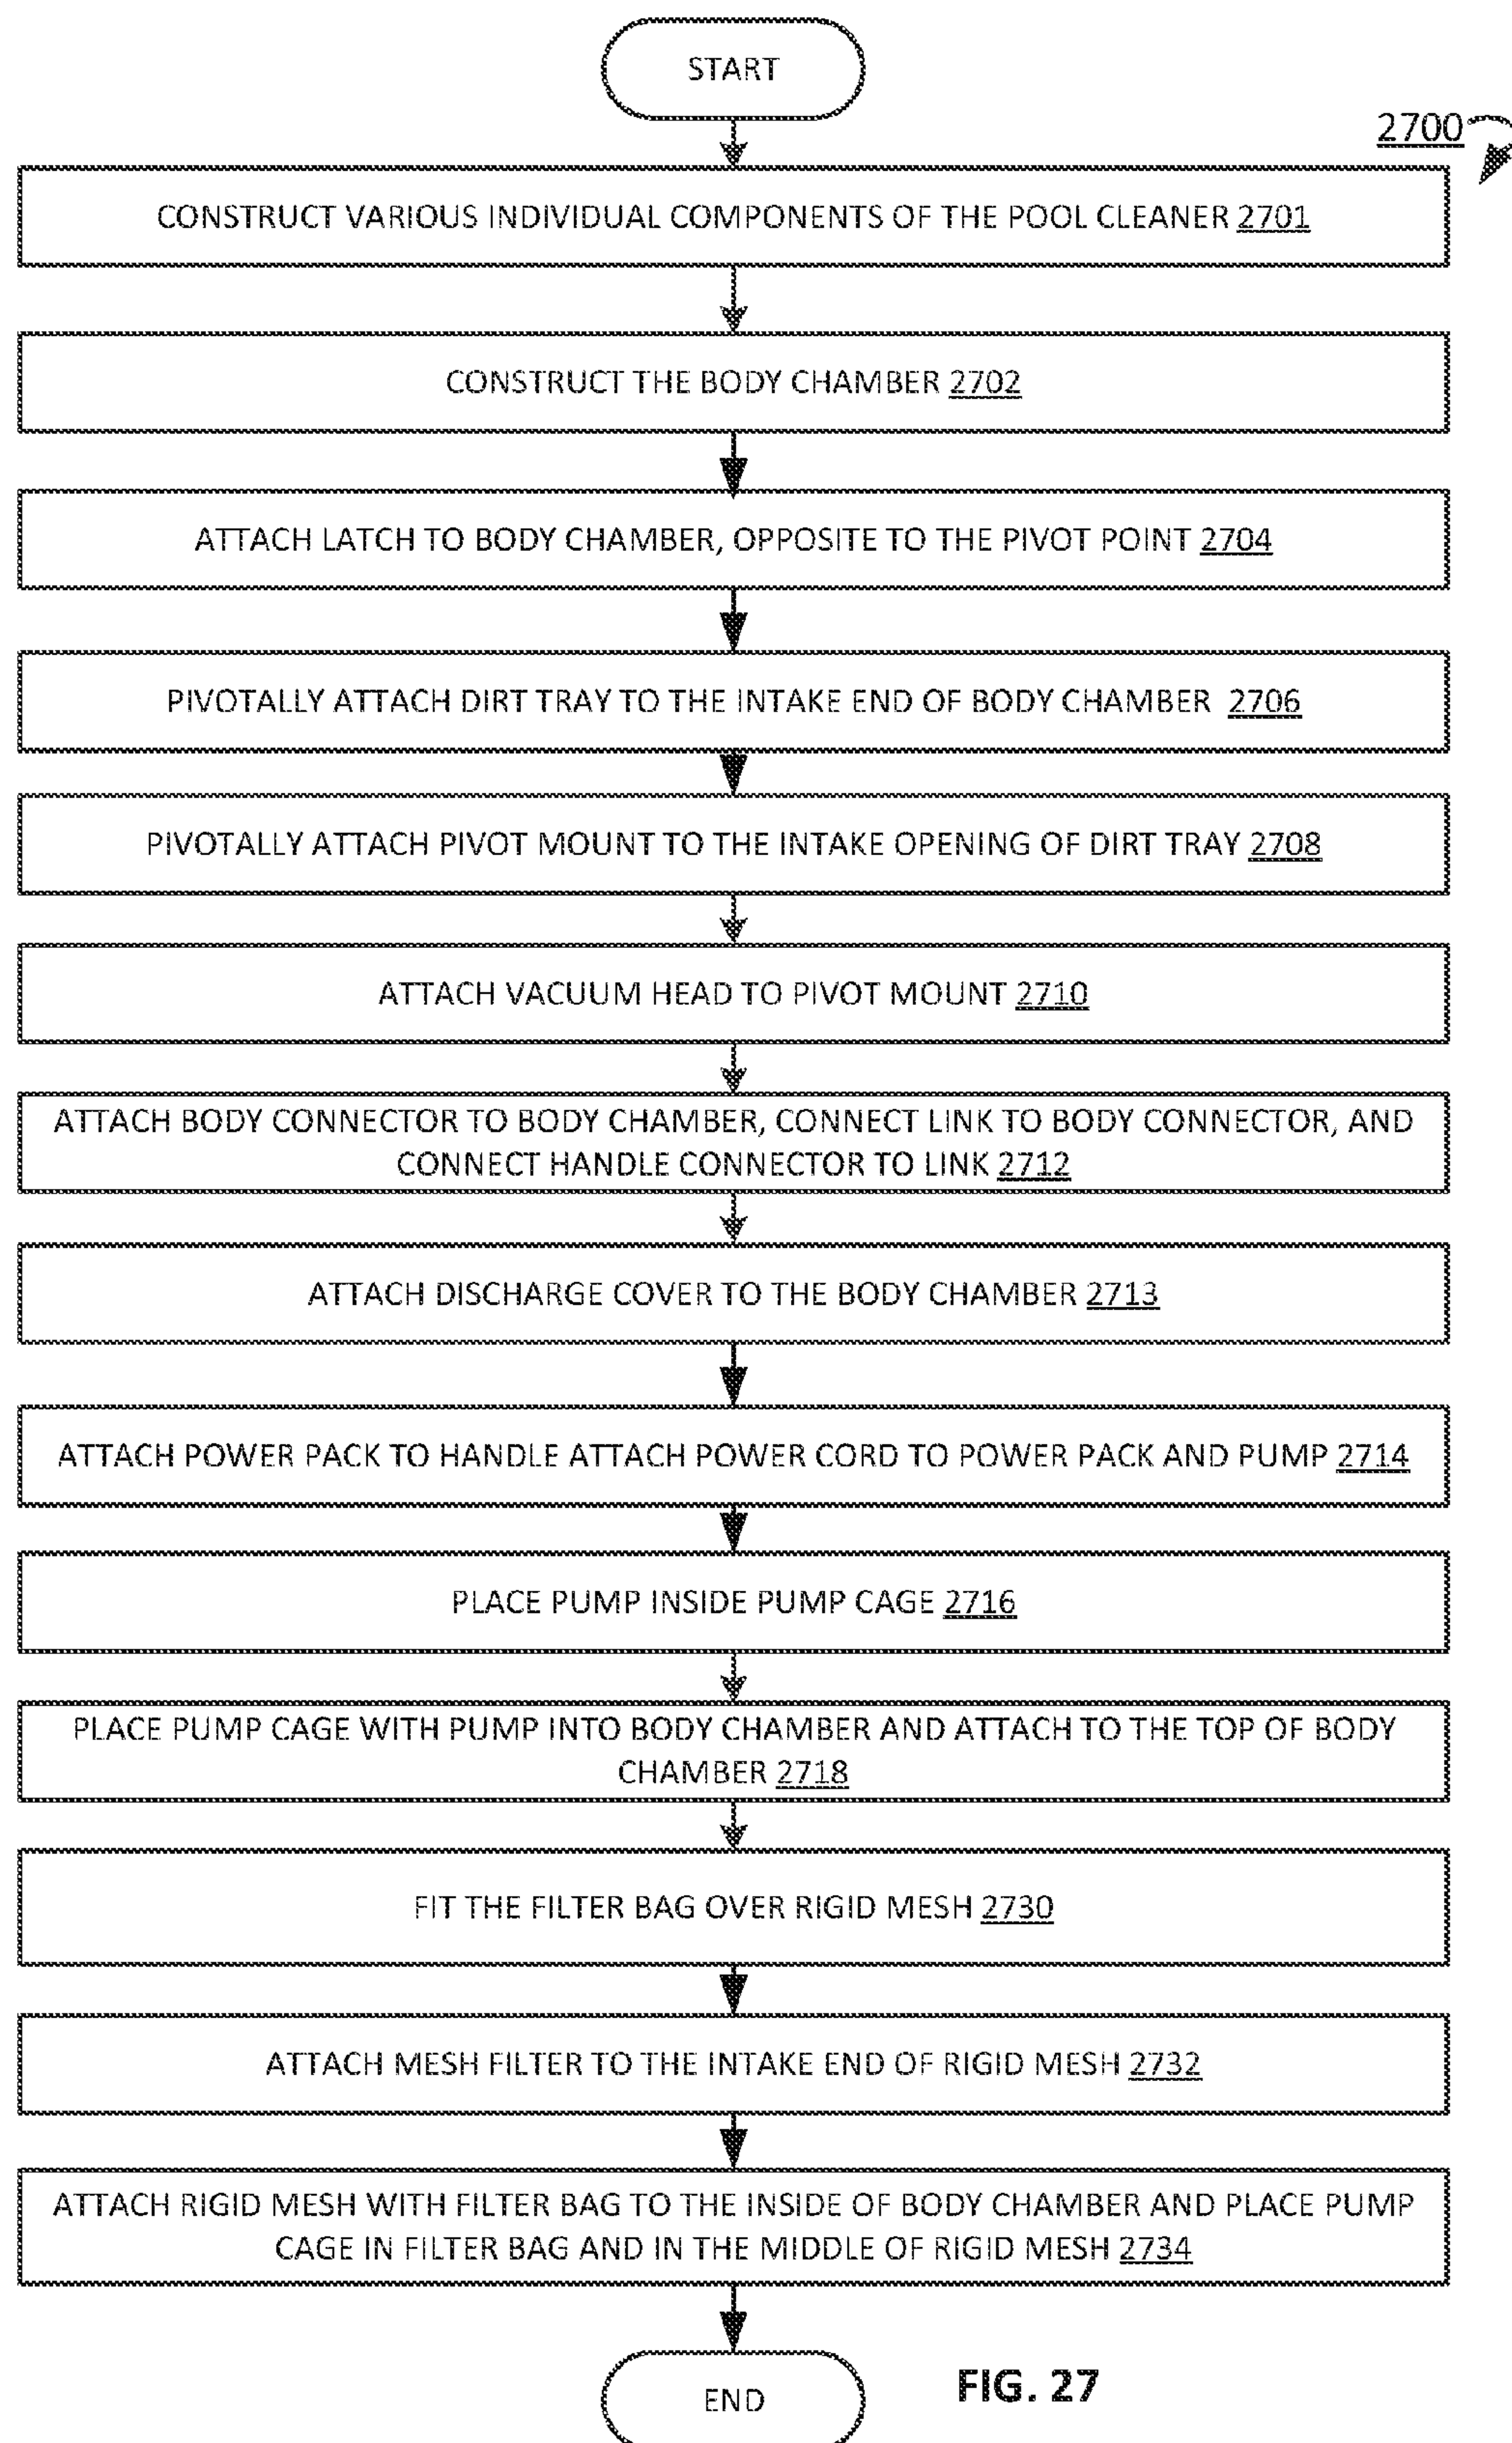 START
2700
CONSTRUCT VARIOUS INDIVIDUAL COMPONENTS OF THE POOL CLEANER 2701
CONSTRUCT THE BODY CHAMBER 2702
ATTACH LATCH TO BODY CHAMBER, OPPOSITE TO THE PIVOT POINT 2704
PIVOTALLY ATTACH DIRT TRAY TO THE INTAKE END OF BODY CHAMBER 2706
PIVOTALLY ATTACH PIVOT MOUNT TO THE INTAKE OPENING OF DIRT TRAY 2708
ATTACH VACUUM HEAD TO PIVOT MOUNT 2710
ATTACH BODY CONNECTOR TO BODY CHAMBER, CONNECT LINK TO BODY CONNECTOR, AND
CONNECT HANDLE CONNECTOR TO LINK 2712
ATTACH DISCHARGE COVER TO THE BODY CHAMBER 2713
ATTACH POWER PACK TO HANDLE ATTACH POWER CORD TO POWER PACK AND PUMP 2714
PLACE PUMP INSIDE PUMP CAGE 2716
PLACE PUMP CAGE WITH PUMP INTO BODY CHAMBER AND ATTACH TO THE TOP OF BODY
CHAMBER 2718
FIT THE FILTER BAG OVER RIGID MESH 2730
ATTACH MESH FILTER TO THE INTAKE END OF RIGID MESH 2732
ATTACH RIGID MESH WITH FILTER BAG TO THE INSIDE OF BODY CHAMBER AND PLACE PUMP
CAGE IN FILTER BAG AND IN THE MIDDLE OF RIGID MESH 2734
END
FIG. 27